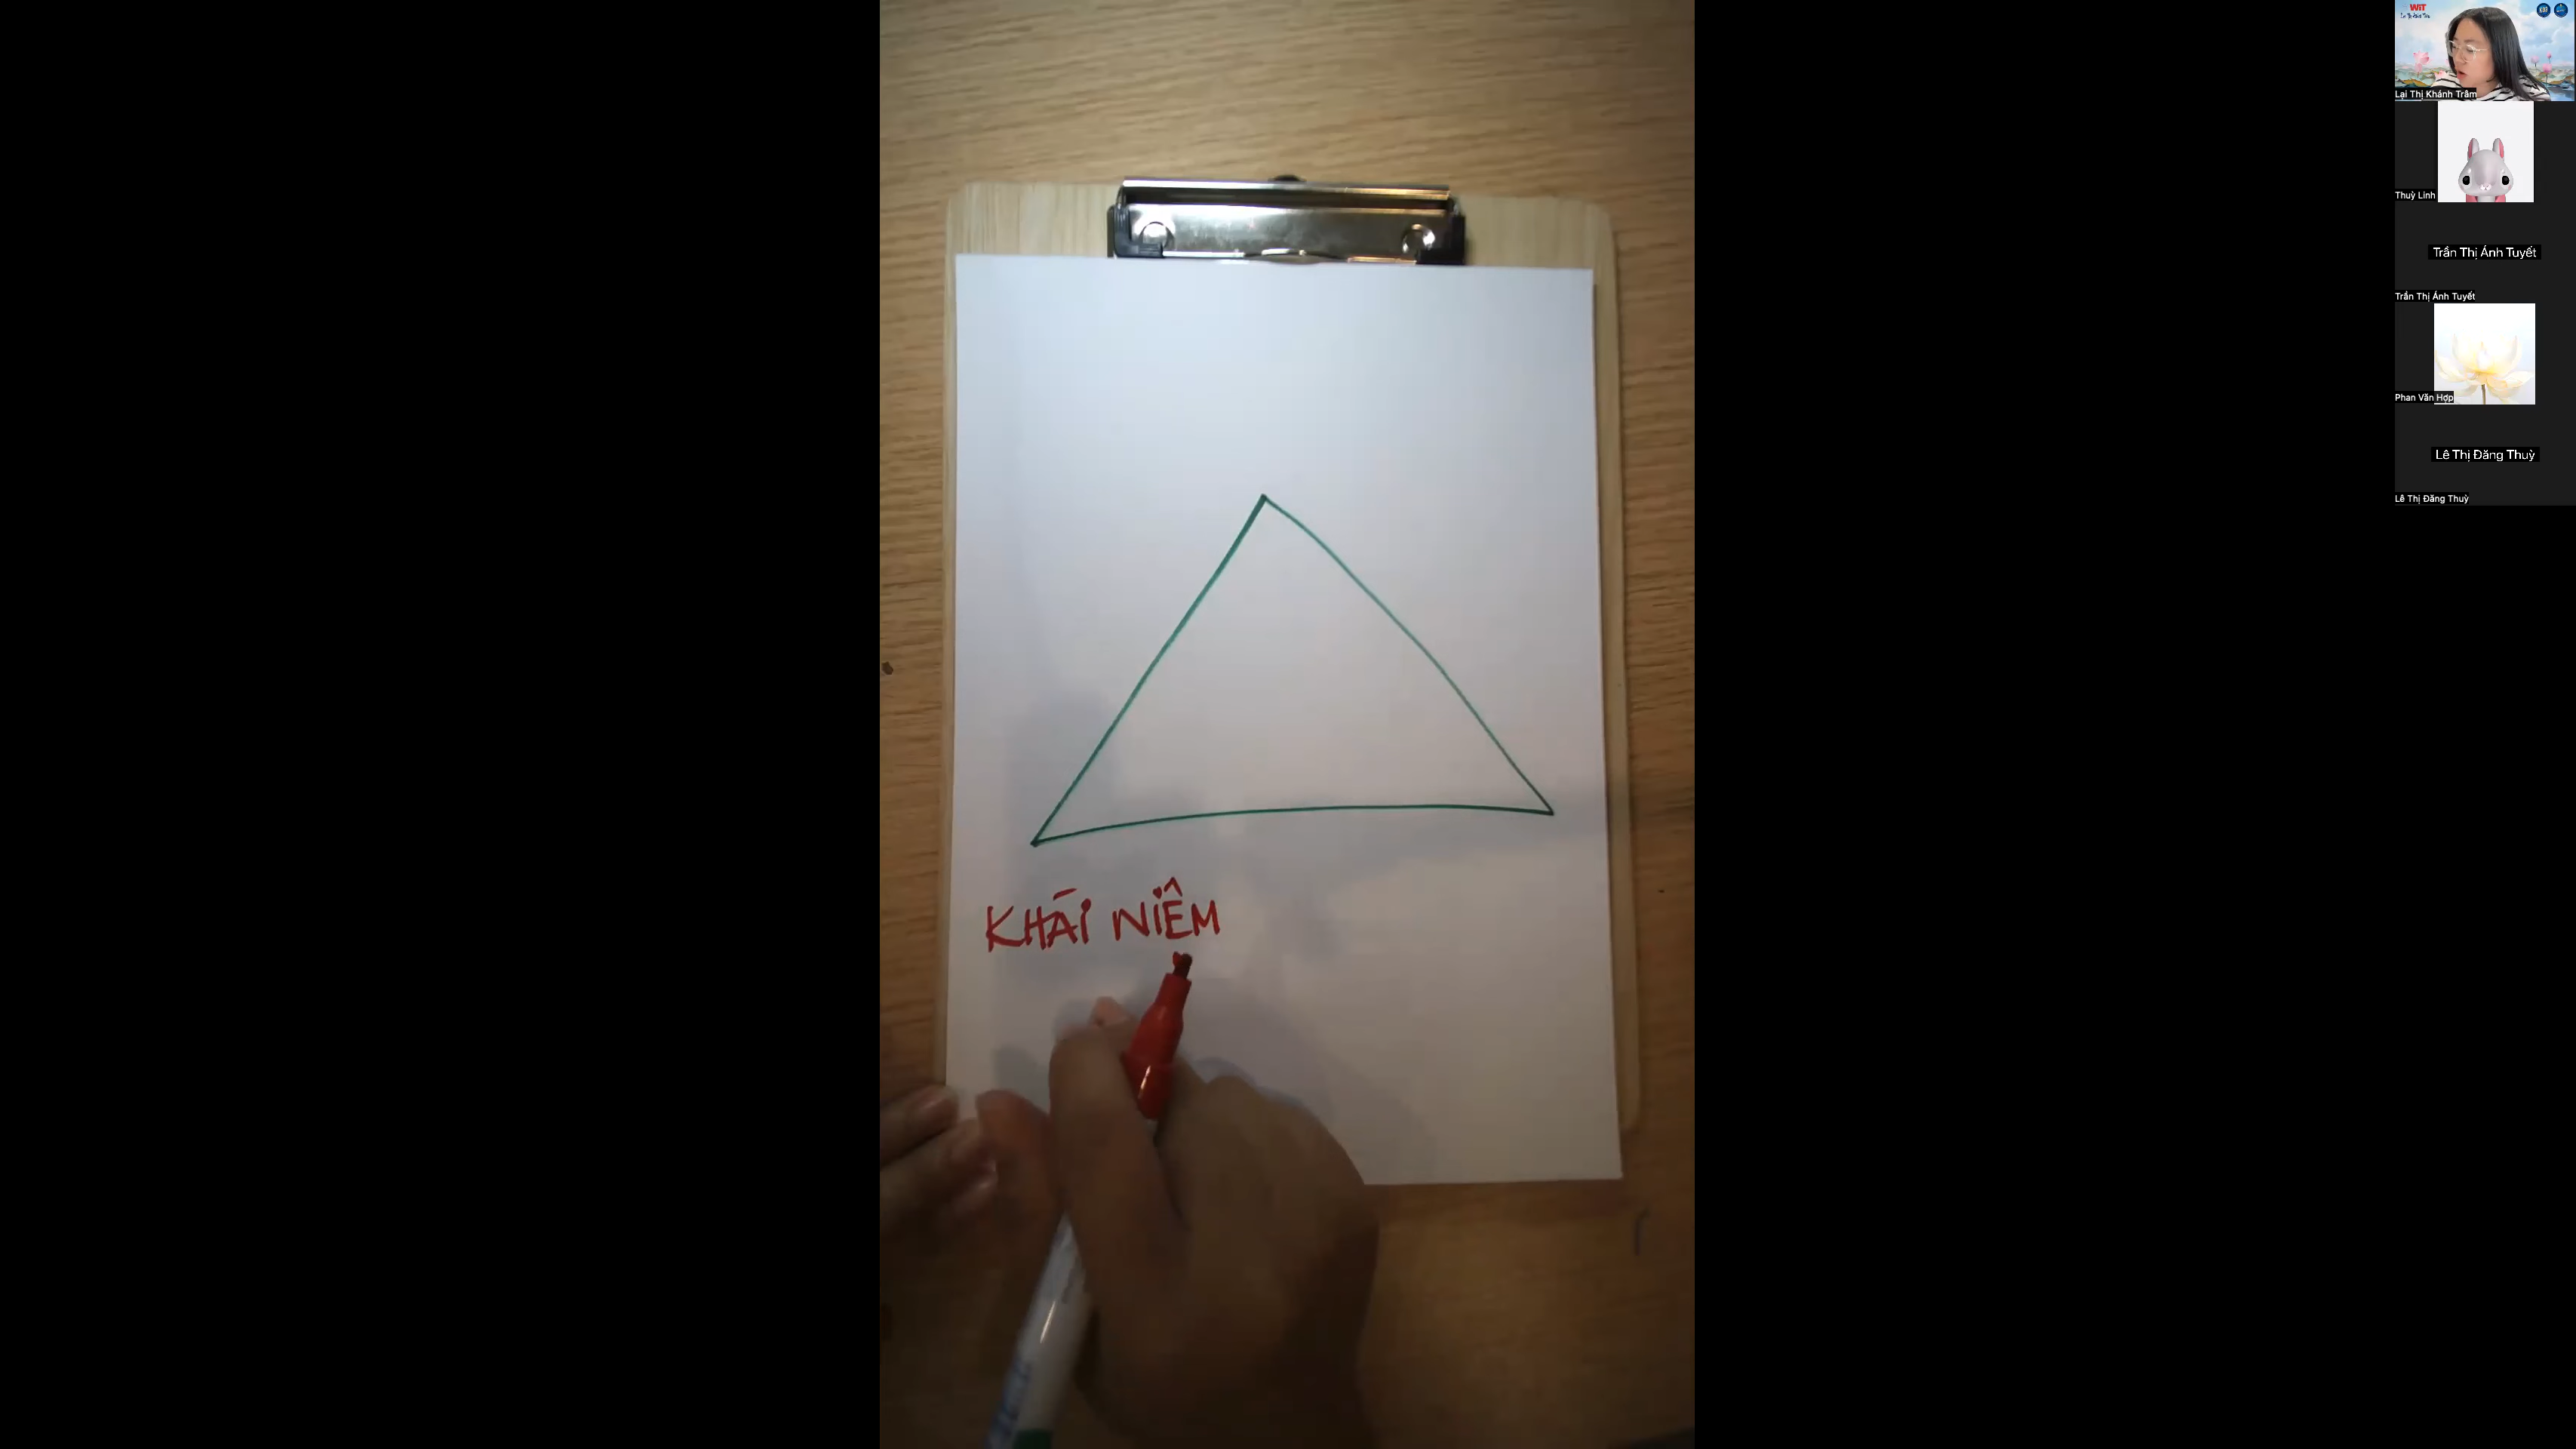 KHÁI NIÊM
WiT
Lại Thị Khánh Trâm
Thuỳ Linh
Trần Thị Ánh Tuyết
Trần Thị Ánh Tuyết
Phan Văn Hợp
Lê Thị Đăng Thuỳ
Lê Thị Đăng Thuỳ